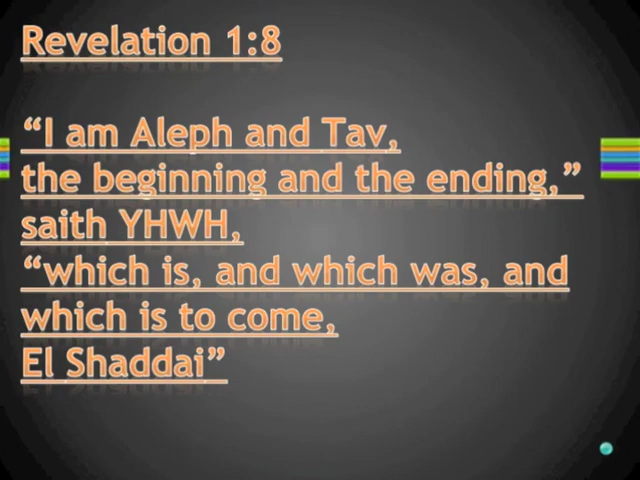 Revelation 1:8
“I am Aleph and Tav,
the beginning and the ending,”
saith YHWH,
“which is, and which was, and
which is to come,
El Shaddai”